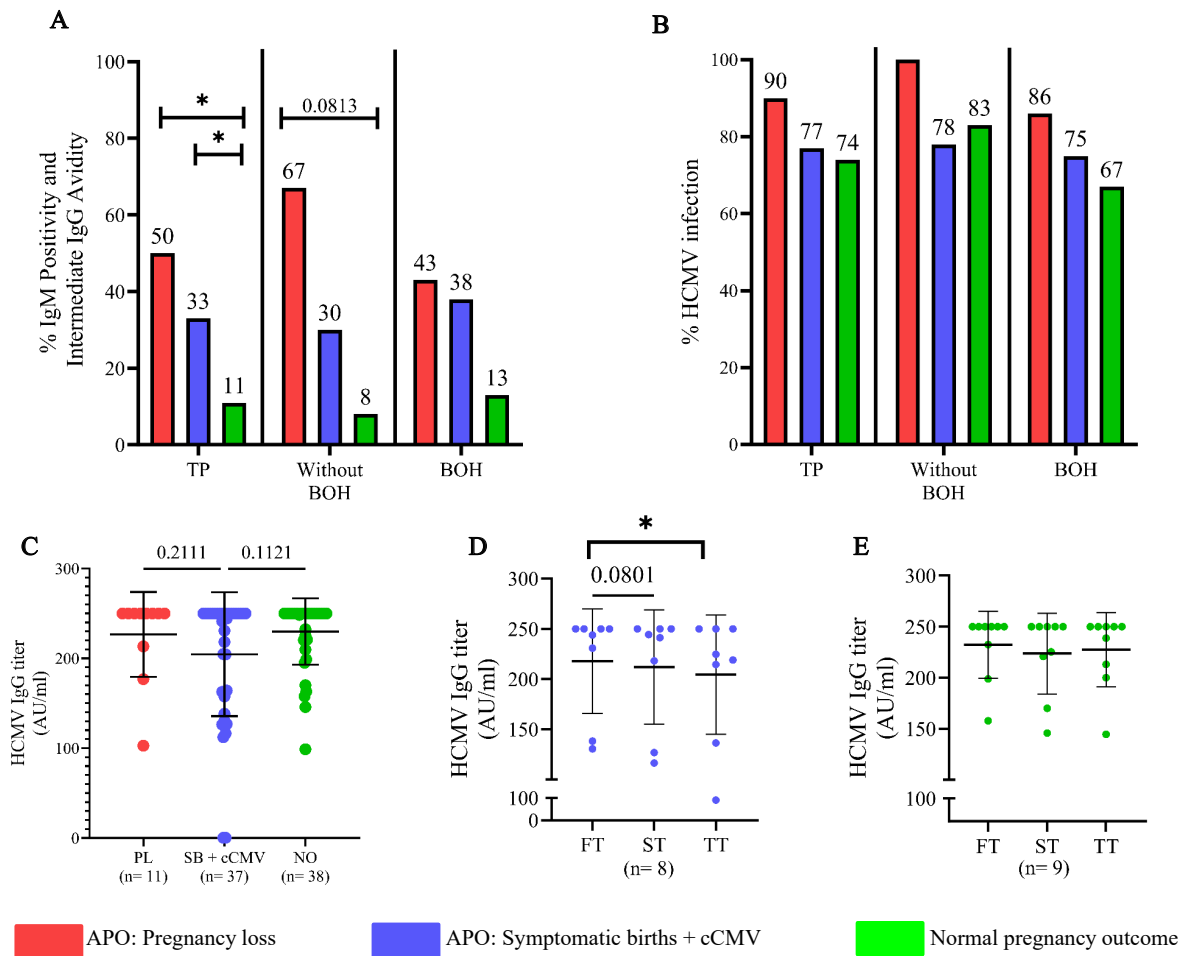 A
% IgM Positivity and
Intermediate IgG Avidity
100
80
60
40
20
0
*
*
0.0813
50
33
11
67
30
8
43
38
13
TP
Without
BOH
BOH
B
% HCMV infection
100
80
60
40
20
0
90
77
74
78
83
86
75
67
TP
Without
BOH
BOH
C
HCMV IgG titer
(AU/ml)
300
200
100
0
0.2111
0.1121
PL
(n= 11)
SB + cCMV
(n= 37)
NO
(n= 38)
D
HCMV IgG titer
(AU/ml)
300
250
200
150
100
0
*
0.0801
FT
ST
TT
(n= 8)
E
HCMV IgG titer
(AU/ml)
300
250
200
150
100
FT
ST
TT
(n= 9)
APO: Pregnancy loss
APO: Symptomatic births + cCMV
Normal pregnancy outcome